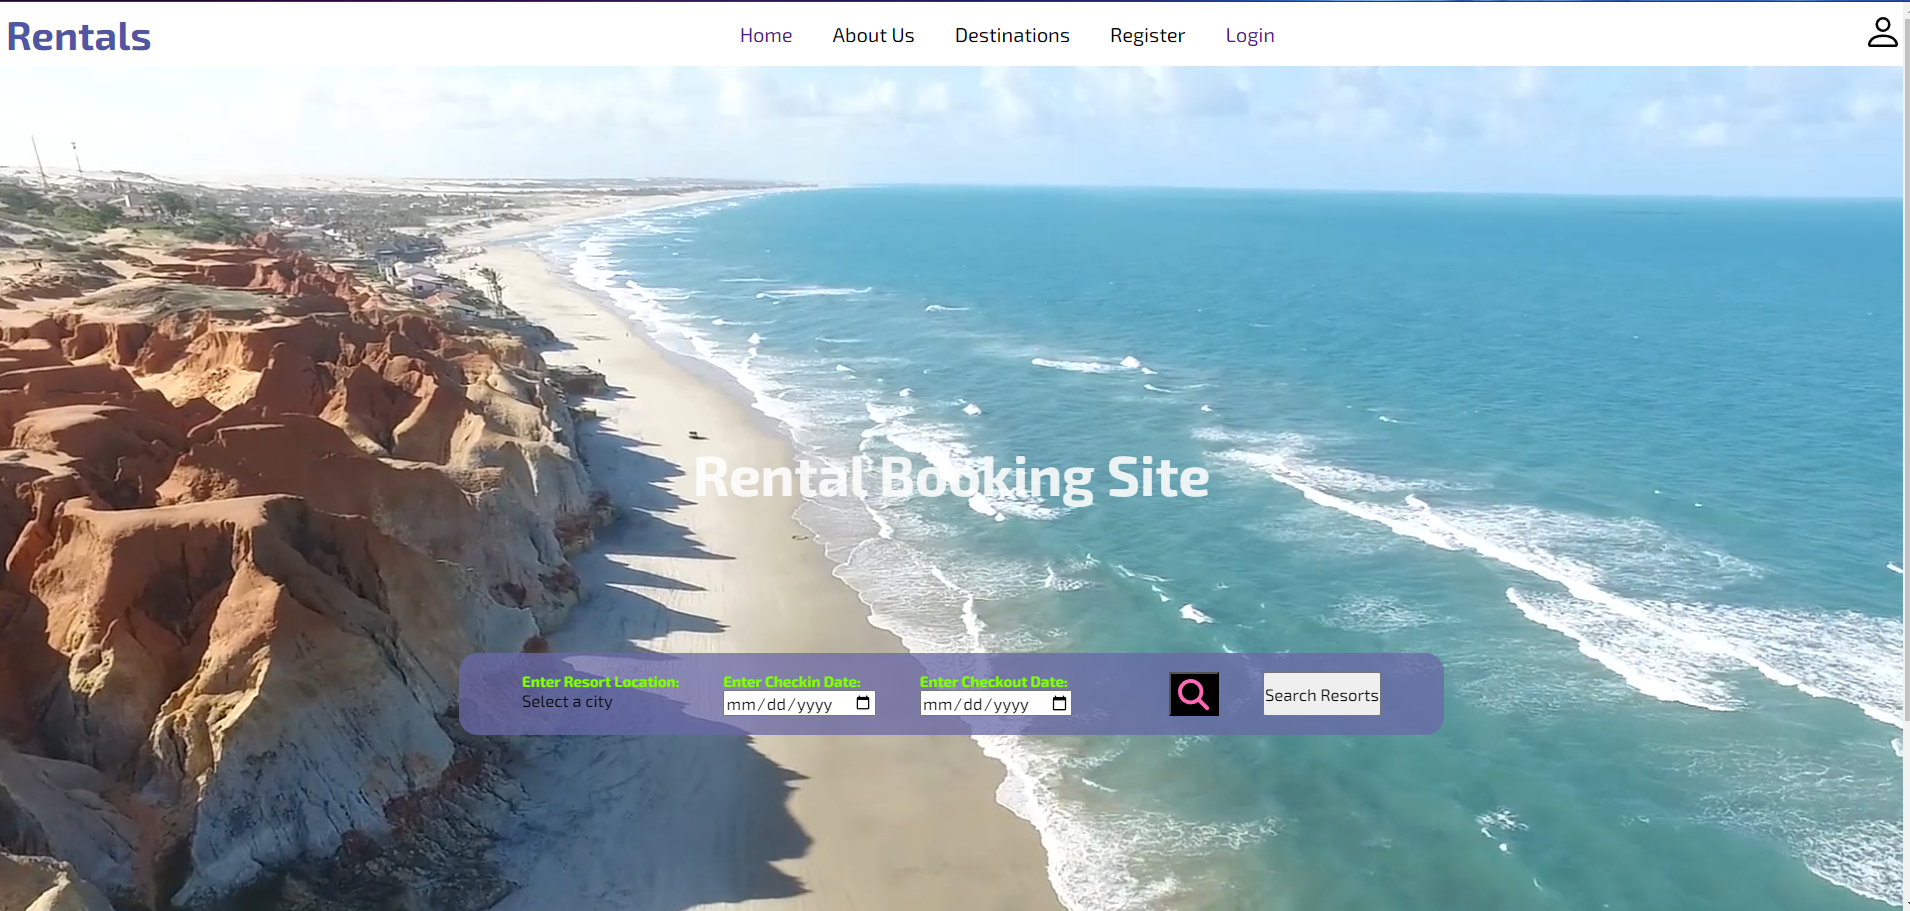 Rentals
Home About Us Destinations Register Login
Rental Booking Site
Enter Resort Location: Enter Checkin Date: Enter Checkout Date:
Select a city mm/dd/yyyy mm/dd/yyyy Search Resorts